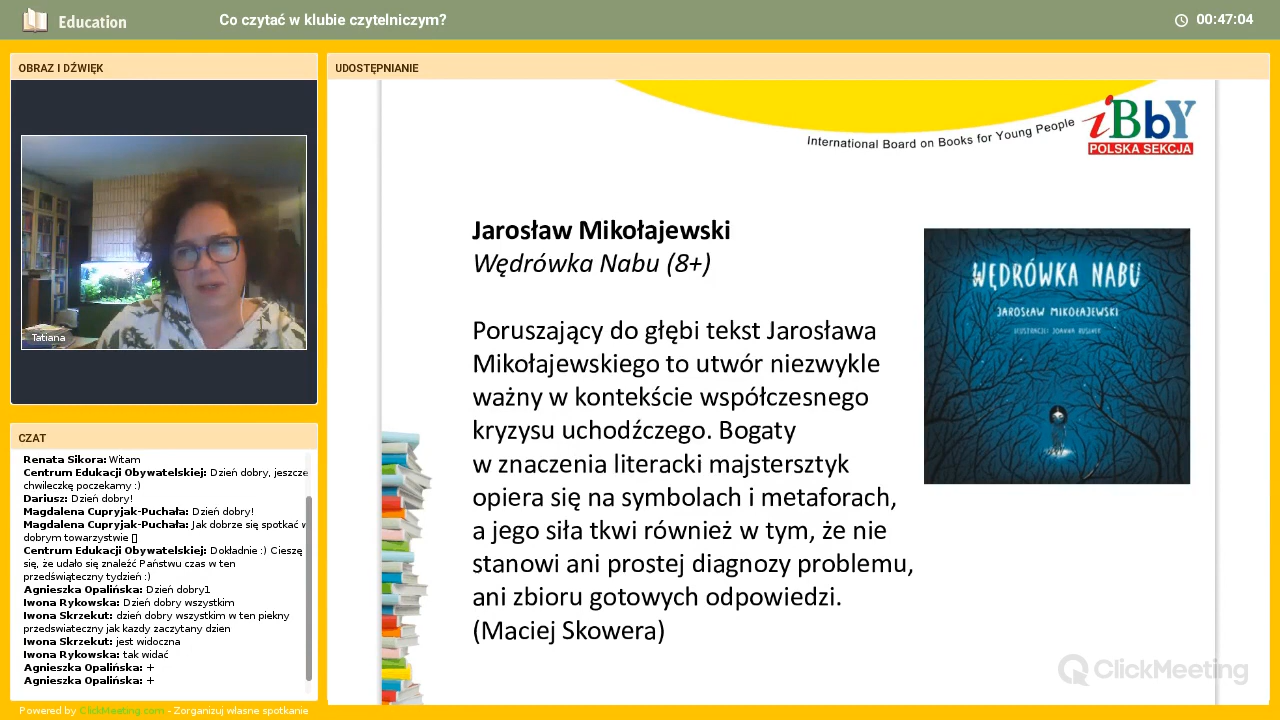 Education
Co czytać w klubie czytelniczym?
00:47:04
OBRAZ I DŹWIĘK
Tatiana
CZAT
Renata Sikora: Witam
Centrum Edukacji Obywatelskiej: Dzień dobry, jeszcze
chwileczkę poczekamy :)
Dariusz: Dzień dobry!
Magdalena Cupryjak-Puchała: Dzień dobry!
Magdalena Cupryjak-Puchała: Jak dobrze się spotkać w
dobrym towarzystwie []
Centrum Edukacji Obywatelskiej: Dokładnie :) Cieszę
się, że udało się znaleźć Państwu czas w ten
przedświąteczny tydzień :)
Agnieszka Opalińska: Dzień dobry1
Iwona Rykowska: Dzień dobry wszystkim
Iwona Skrzekut: dzień dobry wszystkim w ten piekny
przedswiateczny jak kazdy zaczytany dzien
Iwona Skrzekut: jest widoczna
Iwona Rykowska: tak widać
Agnieszka Opalińska: +
Agnieszka Opalińska: +
Powered by ClickMeeting.com - Zorganizuj własne spotkanie
UDOSTĘPNIANIE
International Board on Books for Young People
iBbY
POLSKA SEKCJA
Jarosław Mikołajewski
Wędrówka Nabu (8+)
Poruszający do głębi tekst Jarosława
Mikołajewskiego to utwór niezwykle
ważny w kontekście współczesnego
kryzysu uchodźczego. Bogaty
w znaczenia literacki majstersztyk
opiera się na symbolach i metaforach,
a jego siła tkwi również w tym, że nie
stanowi ani prostej diagnozy problemu,
ani zbioru gotowych odpowiedzi.
(Maciej Skowera)
WĘDRÓWKA NABU
JAROSŁAW MIKOŁAJEWSKI
ILUSTRACJE JOANNA RUSINEK
ClickMeeting